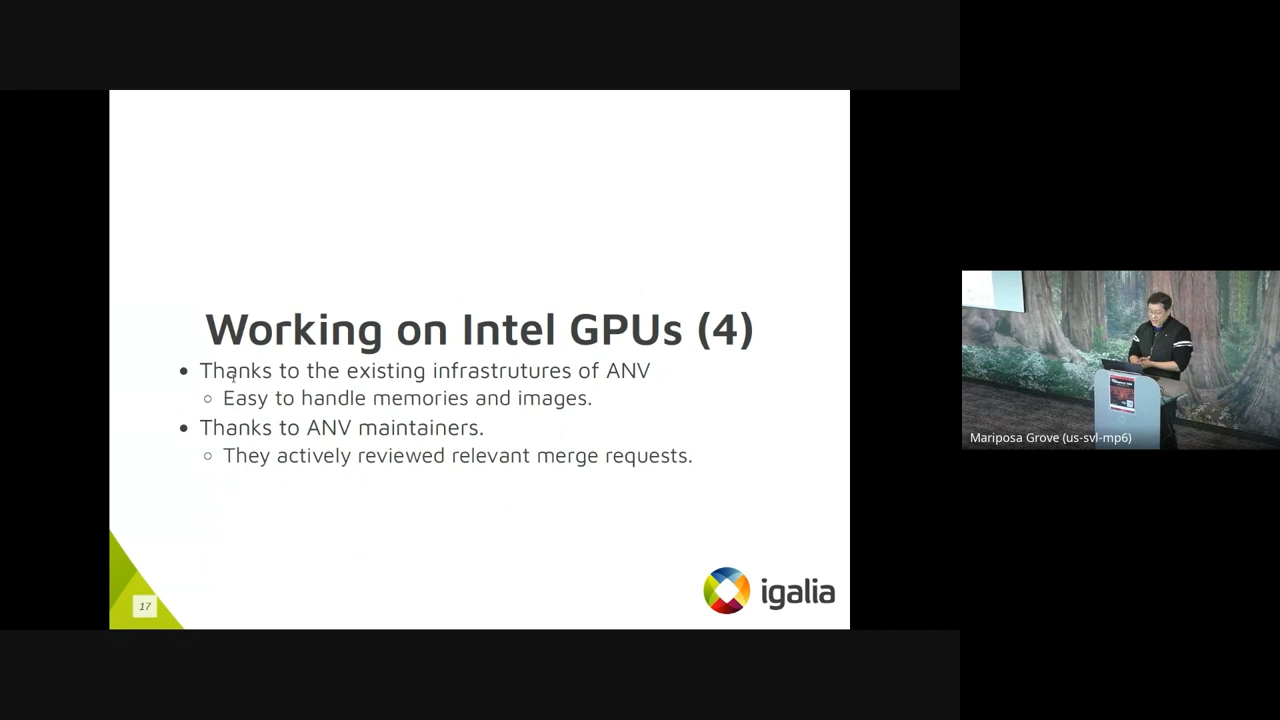 Working on Intel GPUs (4)
• Thanks to the existing infrastrutures of ANV
○ Easy to handle memories and images.
• Thanks to ANV maintainers.
○ They actively reviewed relevant merge requests.
17
igalia
Mariposa Grove (us-svl-mp6)